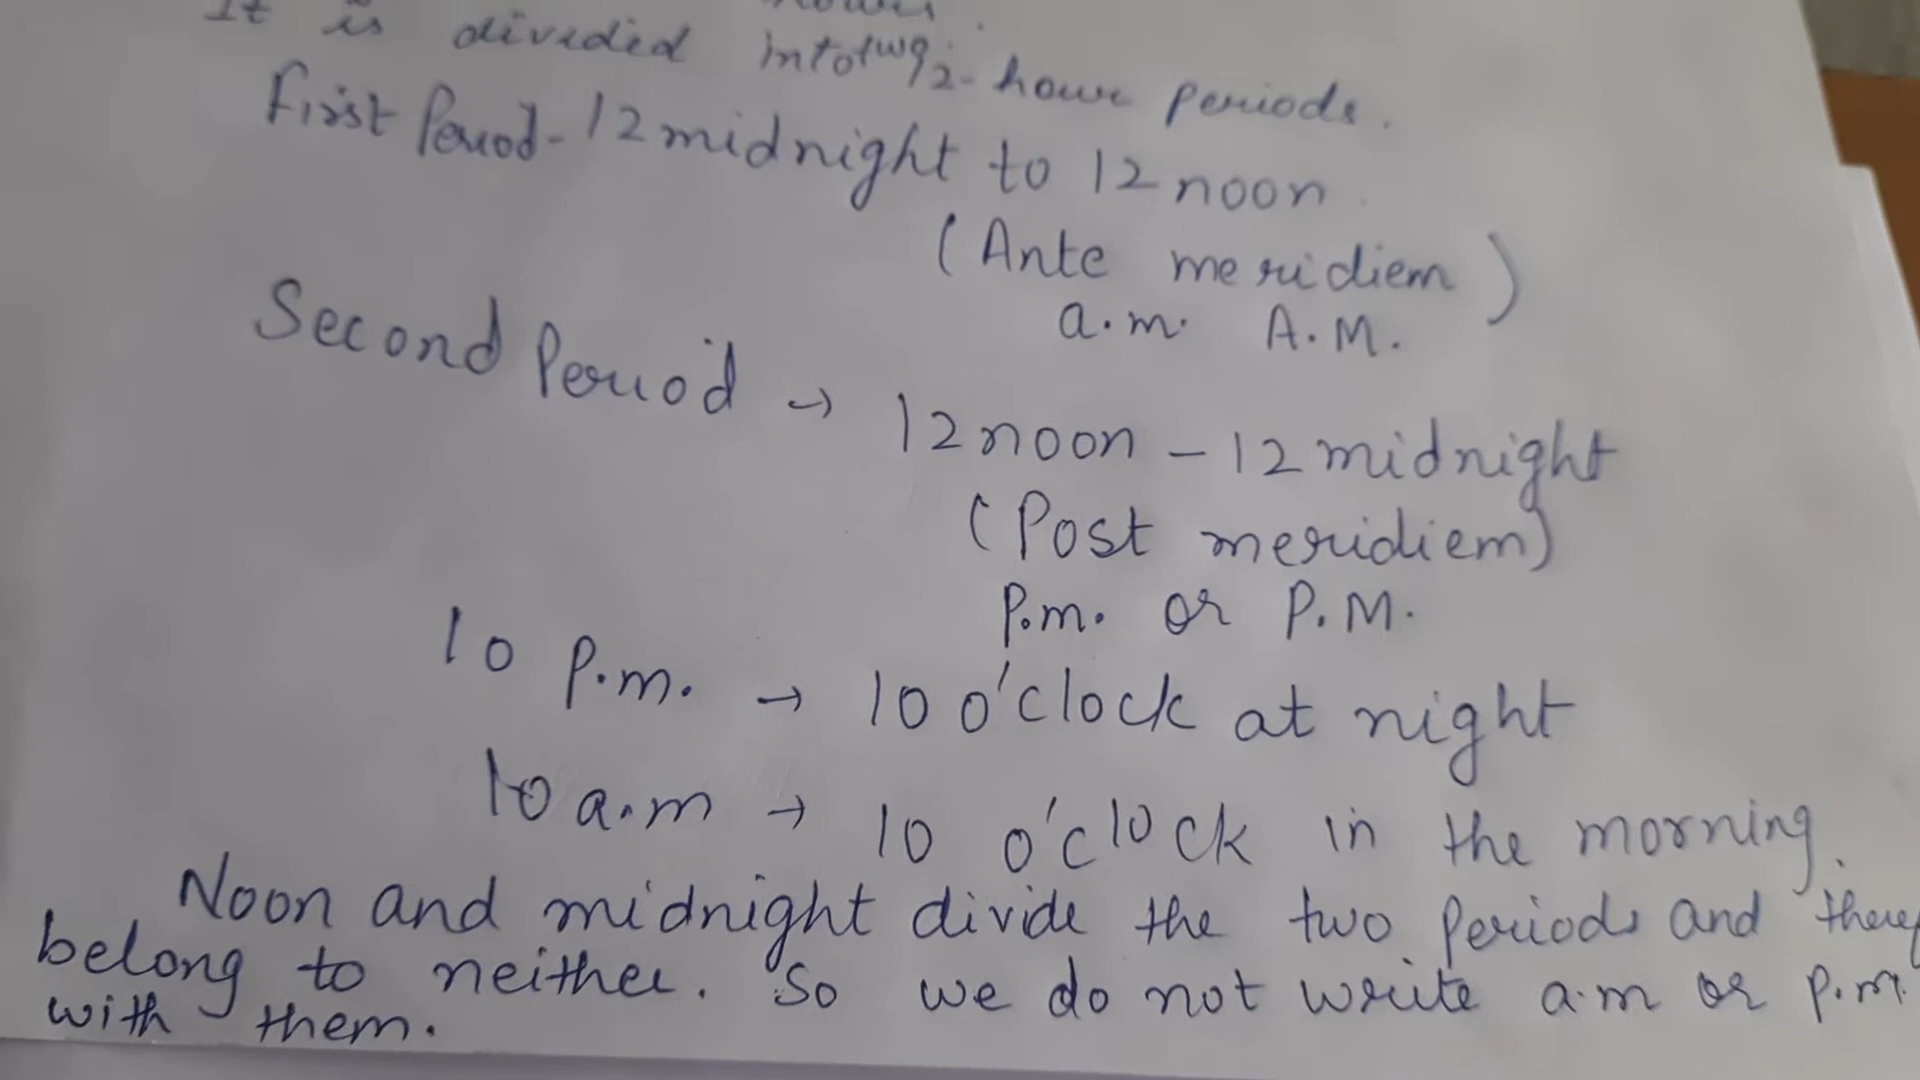 It is divided into two 12-hour periods.
First Period - 12 midnight to 12 noon
(Ante meridiem)
a.m. A.M.
Second Period → 12 noon - 12 midnight
(Post meridiem)
P.m. or P.M.
10 P.m. → 10 o'clock at night
10 a.m → 10 o'clock in the morning.
Noon and midnight divide the two periods and
belong to neither. So we do not write a.m or p.m.
with them.